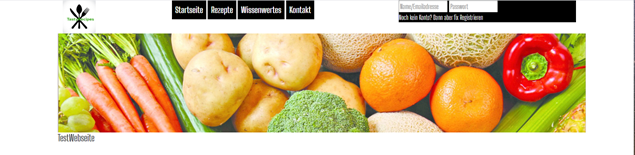 Startseite Rezepte Wissenwertes Kontakt
Name/Emailadresse Passwort
Noch kein Konto? Dann aber fix Registrieren
TestWebseite